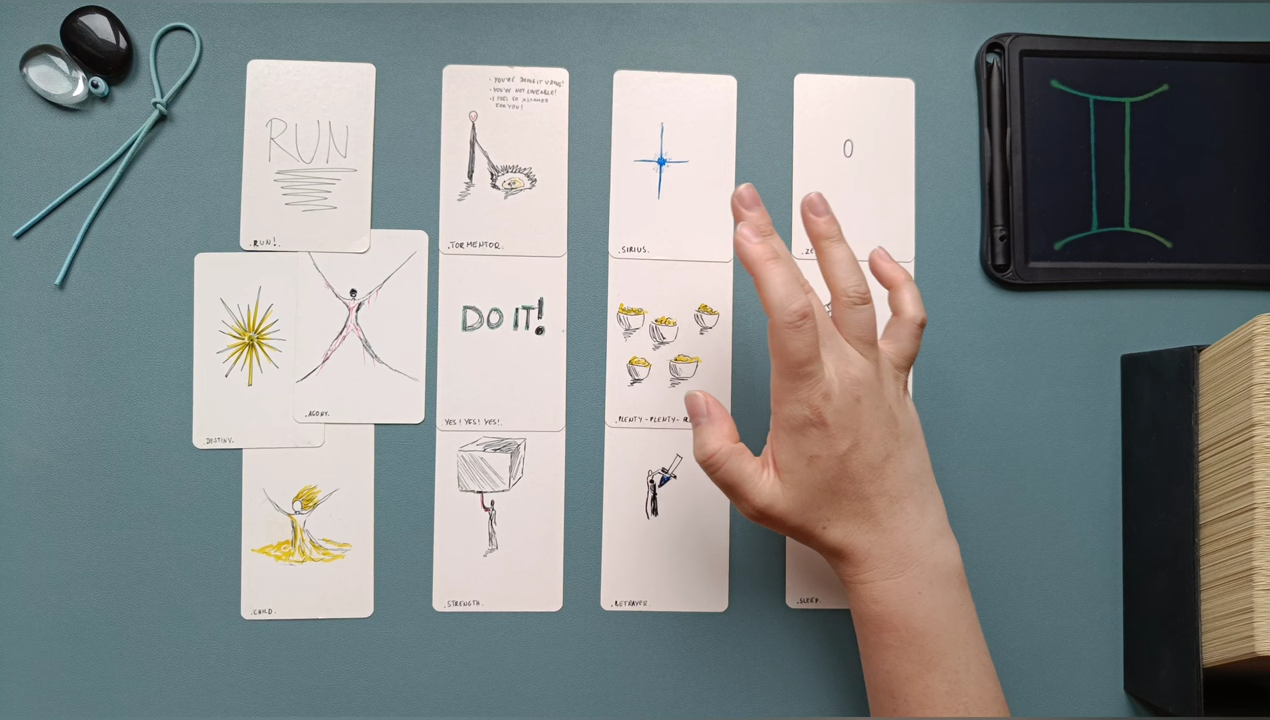 RUN
.RUN!.
- YOU'RE DOING IT WRONG!
- YOU'RE NOT LOVEABLE!
- I FEEL SO ASHAMED
FOR YOU!
.TORMENTOR.
.SIRIUS.
0
.ZE
.DESTINY.
.AGONY.
DO IT!
YES! YES! YES!.
.PLENTY-PLENTY-
.CHILD.
.STRENGTH.
.BETRAYER.
.SLEEP.